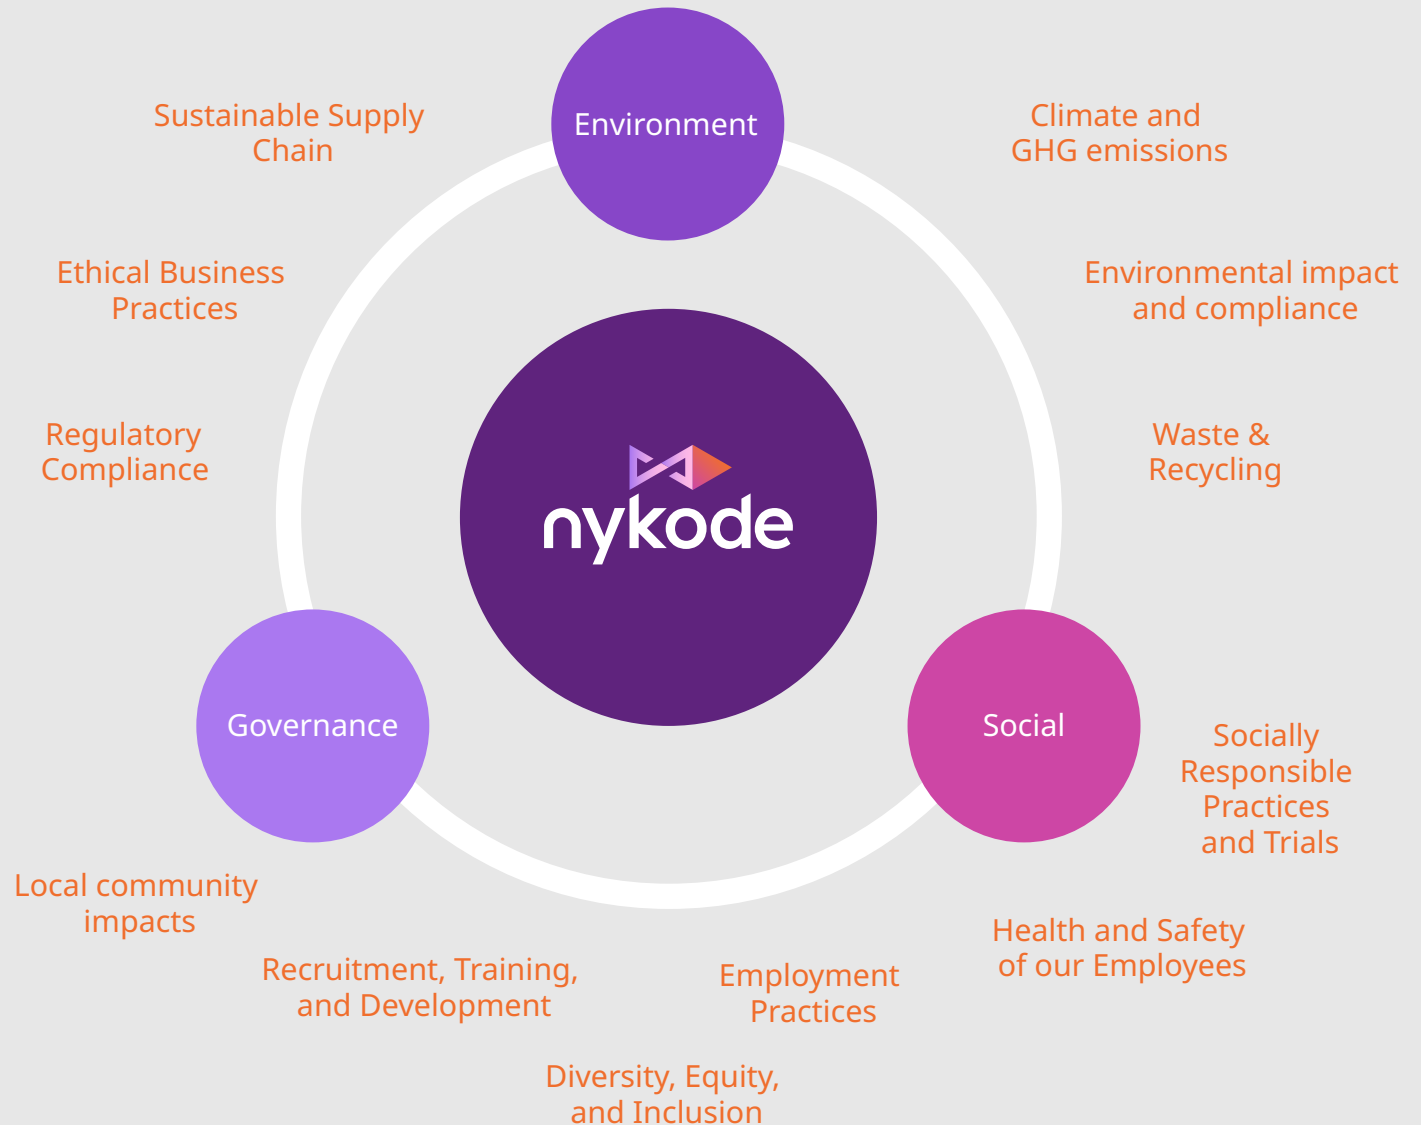 Environment
Sustainable Supply
Chain
Climate and
GHG emissions
Ethical Business
Practices
Environmental impact
and compliance
Regulatory
Compliance
Waste &
Recycling
nykode
Governance
Social
Socially
Responsible
Practices
and Trials
Local community
impacts
Health and Safety
of our Employees
Recruitment, Training,
and Development
Employment
Practices
Diversity, Equity,
and Inclusion